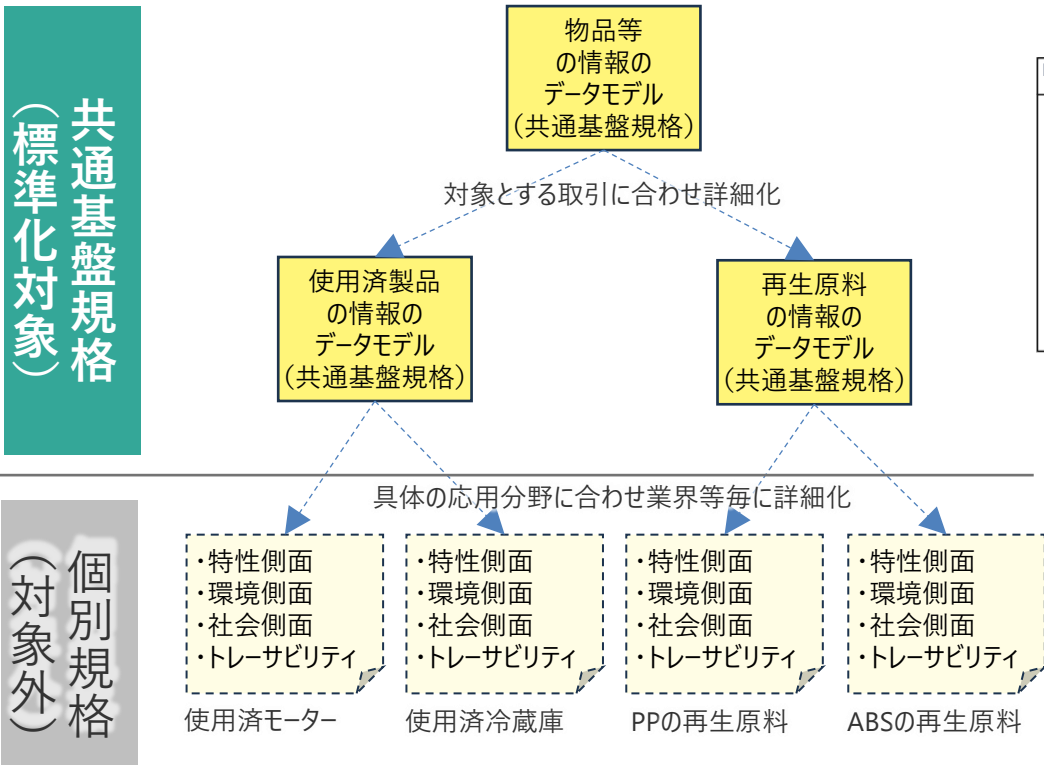 共通基盤規格
（標準化対象）
物品等
の情報の
データモデル
（共通基盤規格）
対象とする取引に合わせ詳細化
使用済製品
の情報の
データモデル
（共通基盤規格）
再生原料
の情報の
データモデル
（共通基盤規格）
個別規格
（対象外）
具体の応用分野に合わせ業界等毎に詳細化
・特性側面
・環境側面
・社会側面
・トレーサビリティ
使用済モーター
・特性側面
・環境側面
・社会側面
・トレーサビリティ
使用済冷蔵庫
・特性側面
・環境側面
・社会側面
・トレーサビリティ
PPの再生原料
・特性側面
・環境側面
・社会側面
・トレーサビリティ
ABSの再生原料